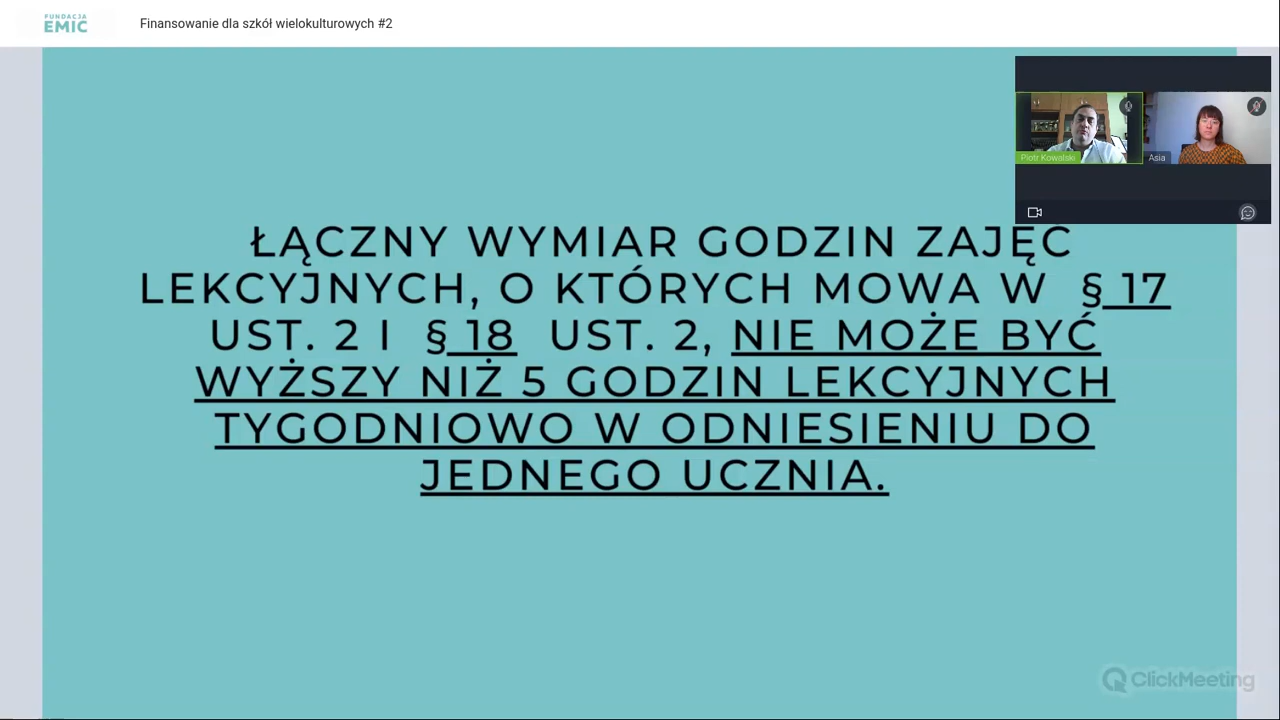 FUNDACJA
EMIC
Finansowanie dla szkół wielokulturowych #2
Piotr Kowalski
Asia
ŁĄCZNY WYMIAR GODZIN ZAJĘĆ
LEKCYJNYCH, O KTÓRYCH MOWA W § 17
UST. 2 I § 18 UST. 2, NIE MOŻE BYĆ
WYŻSZY NIŻ 5 GODZIN LEKCYJNYCH
TYGODNIOWO W ODNIESIENIU DO
JEDNEGO UCZNIA.
ClickMeeting